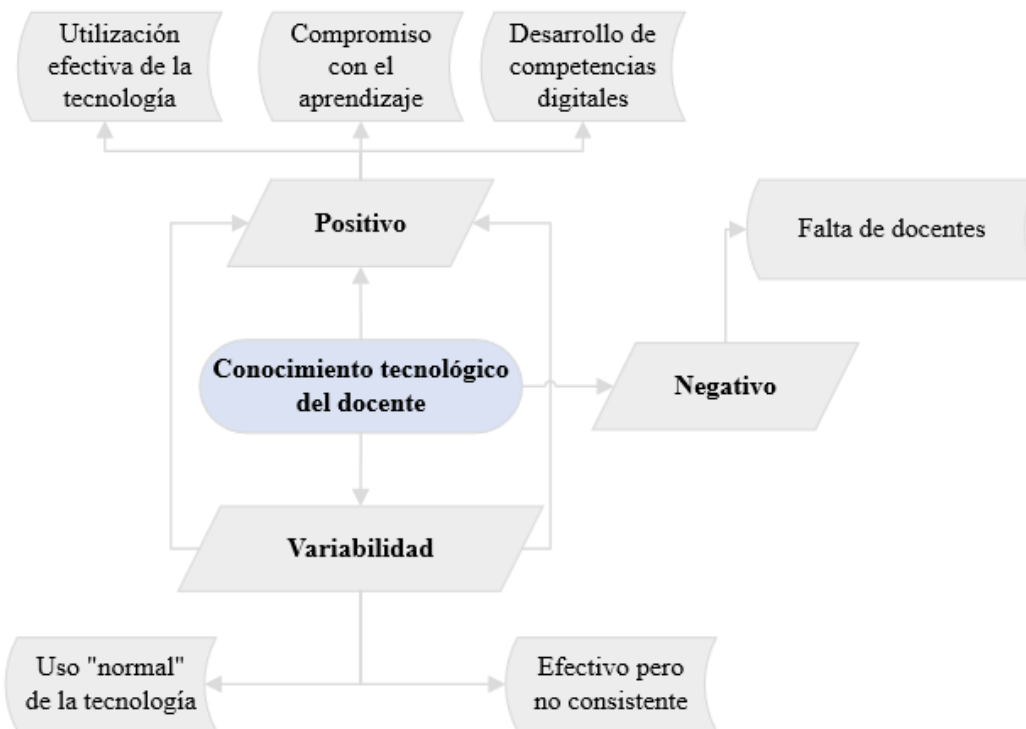 Utilización
efectiva de la
tecnología
Compromiso
con el
aprendizaje
Desarrollo de
competencias
digitales
Positivo
Falta de docentes
Conocimiento tecnológico
del docente
Negativo
Variabilidad
Uso "normal"
de la tecnología
Efectivo pero
no consistente